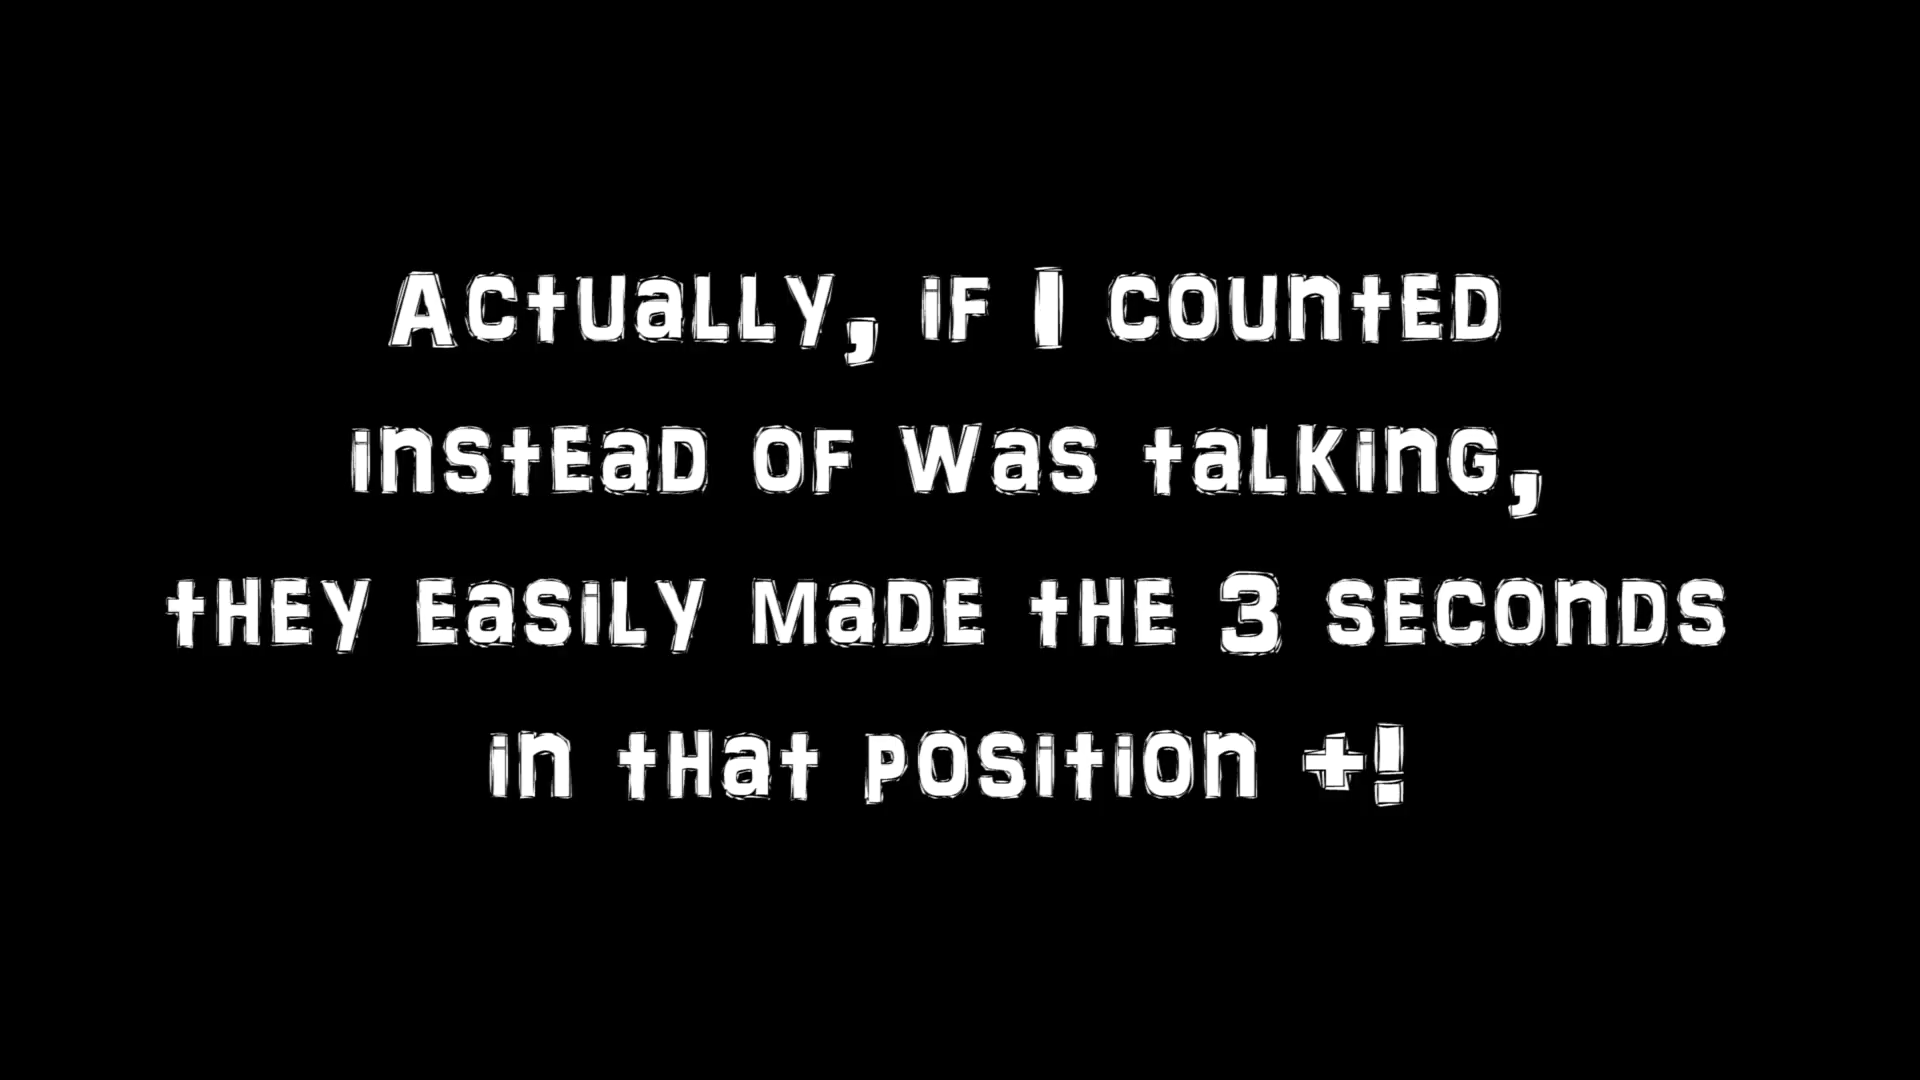 Actually, if I counted
instead of was talking,
they easily made the 3 seconds
in that position +!